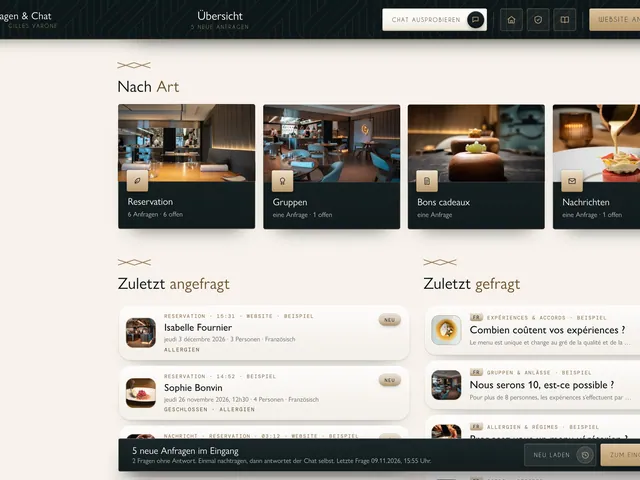 agen & Chat
GILLES VARONE
Übersicht
5 NEUE ANFRAGEN
CHAT AUSPROBIEREN
WEBSITE AN
Nach Art
Reservation
6 Anfragen · 6 offen
Gruppen
eine Anfrage · 1 offen
Bons cadeaux
eine Anfrage
Nachrichten
eine Anfrage · 1 offen
Zuletzt angefragt
RESERVATION · 15:31 · WEBSITE · BEISPIEL
NEU
Isabelle Fournier
jeudi 3 décembre 2026 · 3 Personen · Französisch
ALLERGIEN
RESERVATION · 14:52 · BEISPIEL
NEU
Sophie Bonvin
jeudi 26 novembre 2026, 12h30 · 4 Personen · Französisch
GESCHLOSSEN · ALLERGIEN
NACHRICHT · RESERVATION · 03:12 · WEBSITE · BEISPIEL
NEU
Zuletzt gefragt
FR EXPÉRIENCES & ACCORDS · BEISPIEL
Combien coûtent vos expériences ?
Le menu est unique et change au gré de la qualité et de la ...
FR GRUPPEN & ANLÄSSE · BEISPIEL
Nous serons 10, est-ce possible ?
Pour plus de 8 personnes, les expériences s'effectuent par ...
FR ALLERGIEN & RÉGIMES · BEISPIEL
5 neue Anfragen im Eingang
2 Fragen ohne Antwort. Einmal nachtragen, dann antwortet der Chat selbst. Letzte Frage 09.11.2026, 15:55 Uhr.
NEU LADEN
ZUM EIN